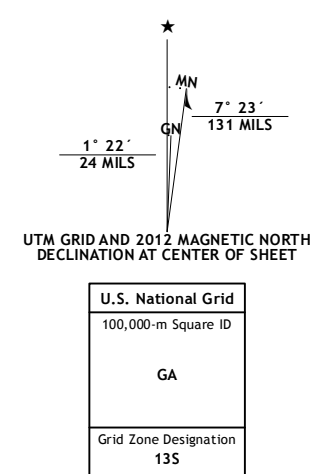 ★
MN
7° 23´
GN
131 MILS
1° 22´
24 MILS
UTM GRID AND 2012 MAGNETIC NORTH
DECLINATION AT CENTER OF SHEET
U.S. National Grid
100,000-m Square ID
GA
Grid Zone Designation
13S